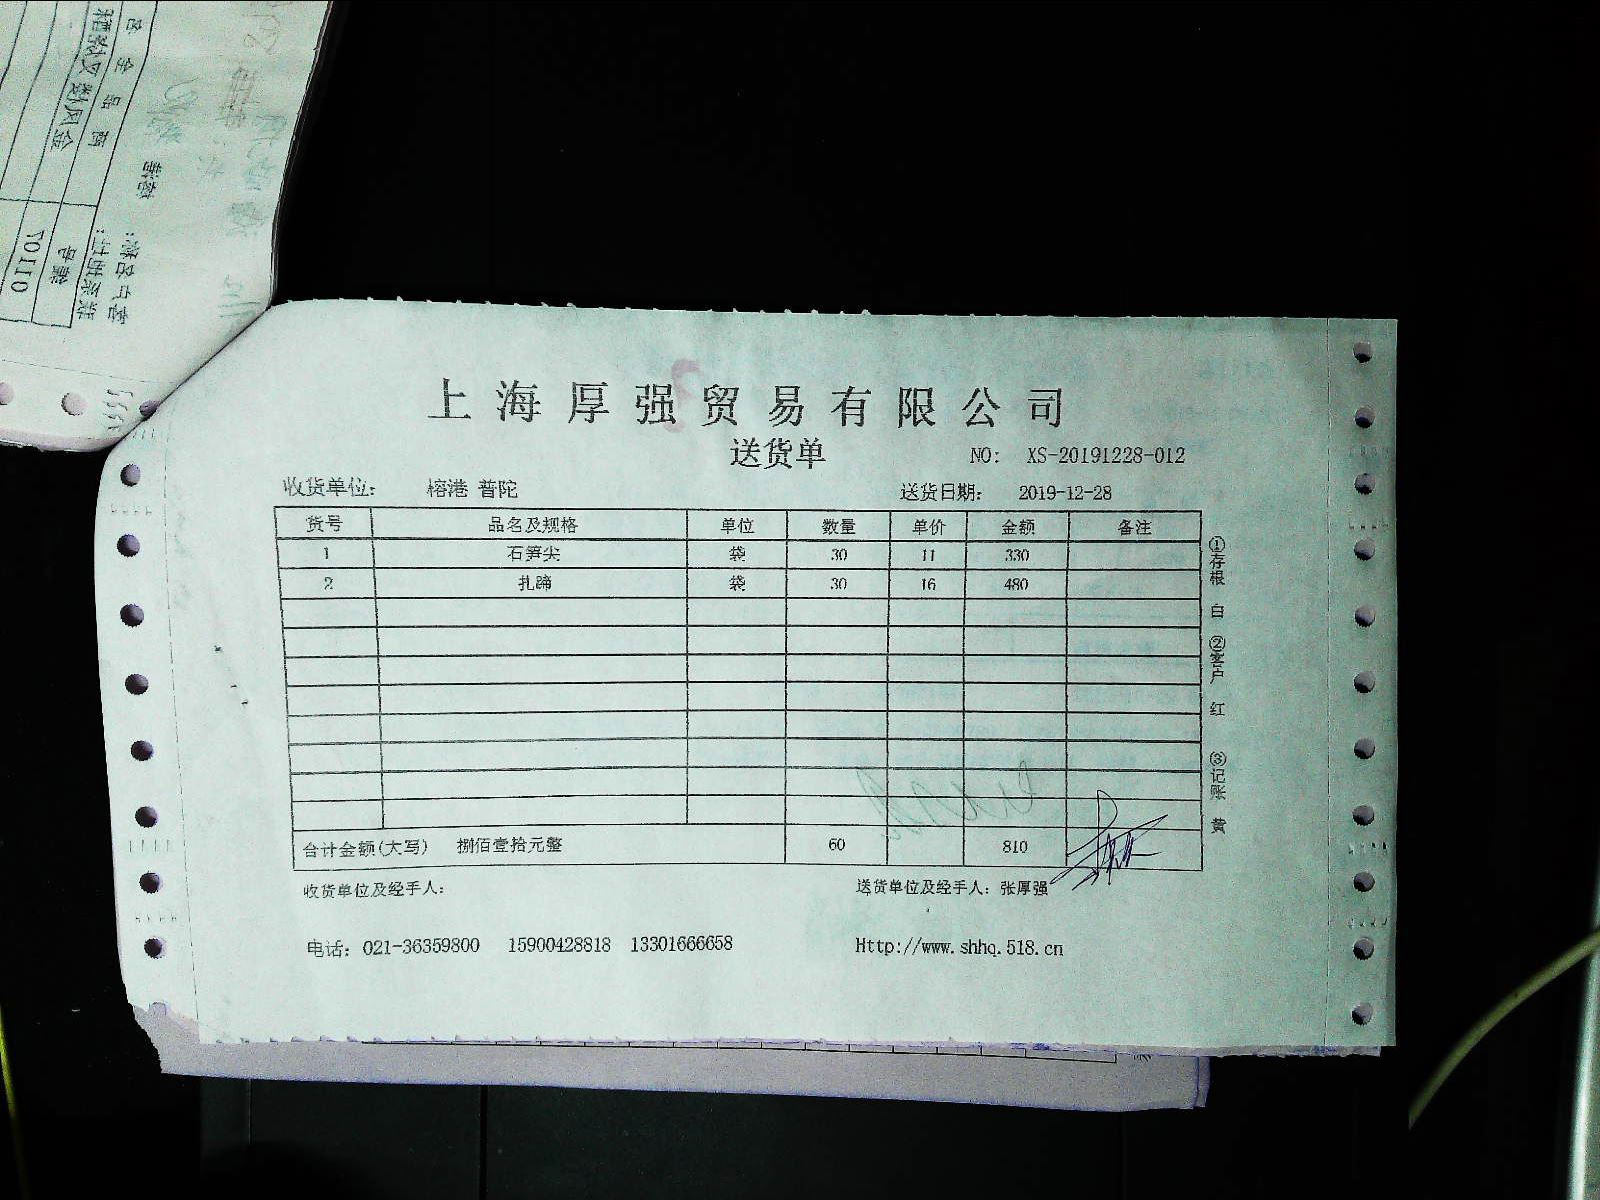 上海厚强贸易有限公司
送货单
NO: XS-20191228-012
收货单位: 榕港 普陀 送货日期: 2019-12-28
货号 品名及规格 单位 数量 单价 金额 备注
1 石笋尖 袋 30 11 330
2 扎蹄 袋 30 16 480
合计金额(大写) 捌佰壹拾元整 60 810
收货单位及经手人: 送货单位及经手人: 张厚强
电话: 021-36359800 15900428818 13301666658 Http://www.shhq.518.cn
①存根 白 ②客户 红 ③记账 黄
70110